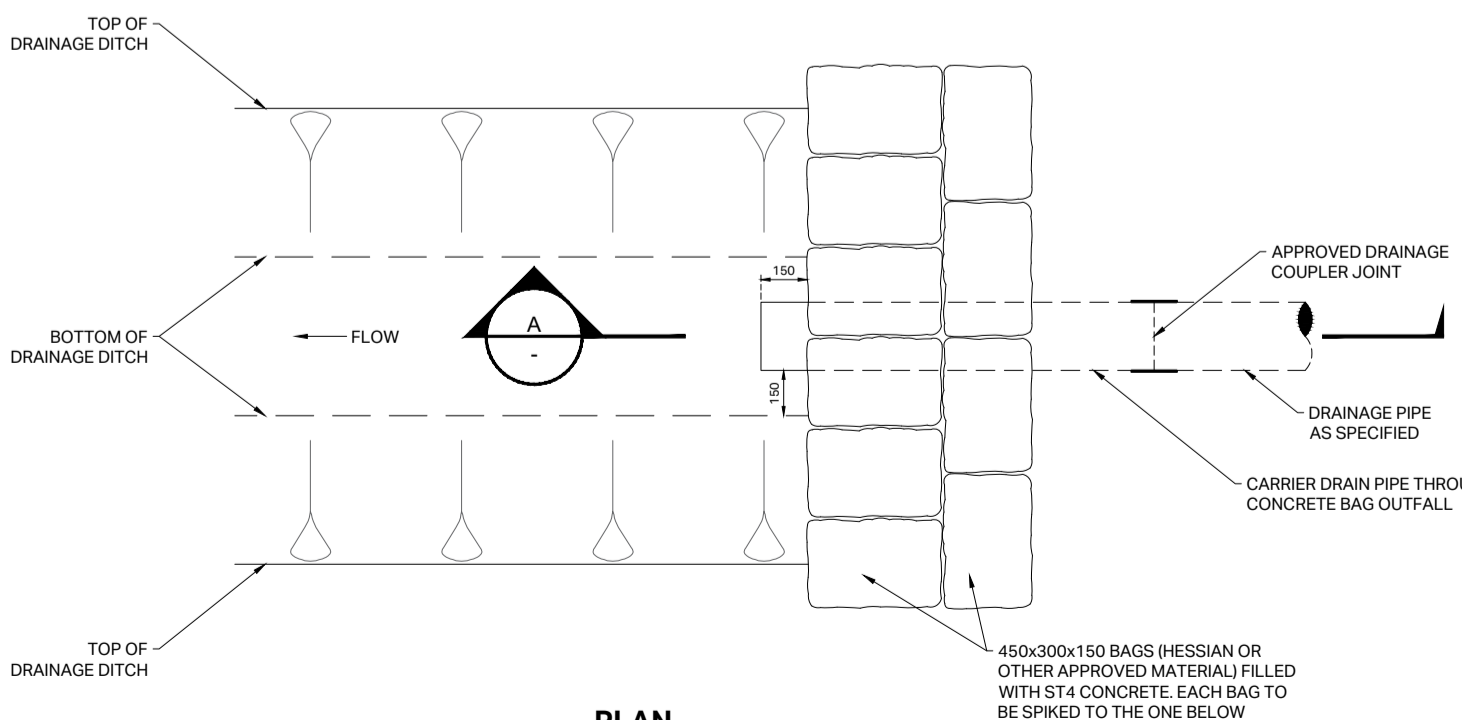 TOP OF
DRAINAGE DITCH
150
APPROVED DRAINAGE
COUPLER JOINT
A
-
FLOW
BOTTOM OF
DRAINAGE DITCH
150
DRAINAGE PIPE
AS SPECIFIED
CARRIER DRAIN PIPE
CONCRETE BAG OUTFALL
TOP OF
DRAINAGE DITCH
450x300x150 BAGS (HESSIAN OR
OTHER APPROVED MATERIAL) FILLED
WITH ST4 CONCRETE. EACH BAG TO
BE SPIKED TO THE ONE BELOW
PLAN